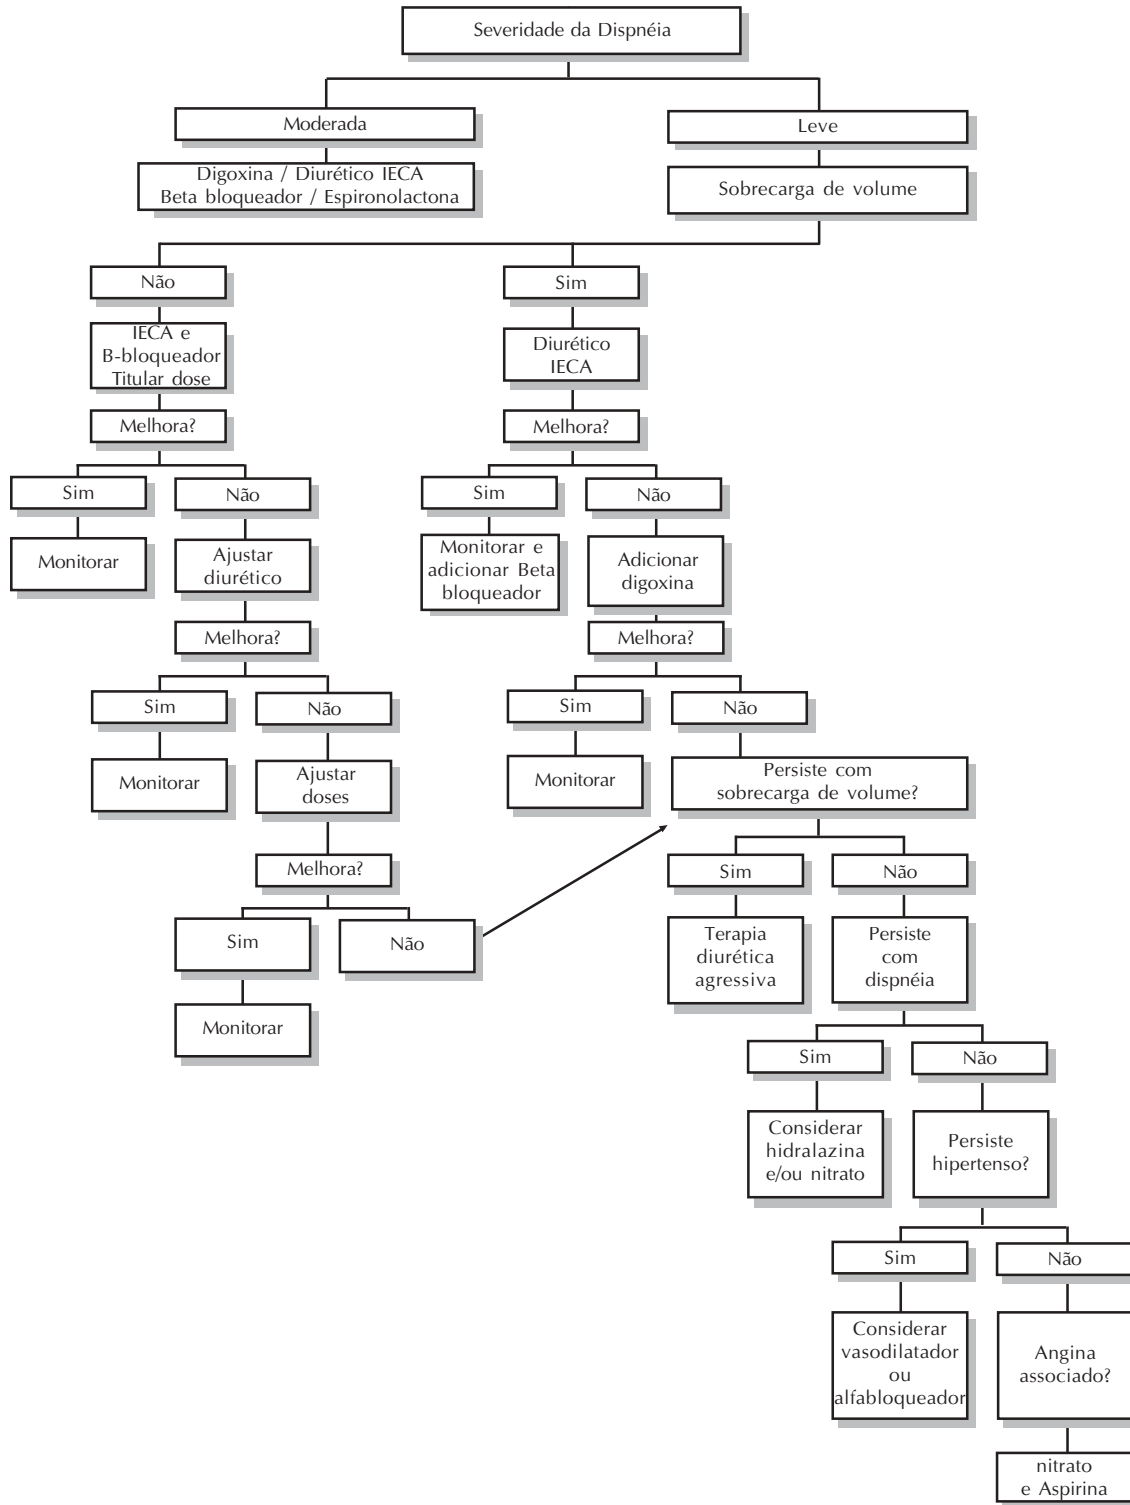 Severidade da Dispnéia
Moderada
Leve
Digoxina / Diurético IECA
Beta bloqueador / Espironolactona
Sobrecarga de volume
Não
Sim
IECA e
B-bloqueador
Titular dose
Diurético
IECA
Melhora?
Melhora?
Sim
Não
Sim
Não
Monitorar
Ajustar
diurético
Monitorar e
adicionar Beta
bloqueador
Adicionar
digoxina
Melhora?
Melhora?
Sim
Não
Sim
Não
Monitorar
Ajustar
doses
Monitorar
Persiste com
sobrecarga de volume?
Melhora?
Sim
Não
Sim
Não
Terapia
diurética
agressiva
Persiste
com
dispnéia
Monitorar
Sim
Não
Considerar
hidralazina
e/ou nitrato
Persiste
hipertenso?
Sim
Não
Considerar
vasodilatador
ou
alfabloqueador
Angina
associado?
nitrato
e Aspirina